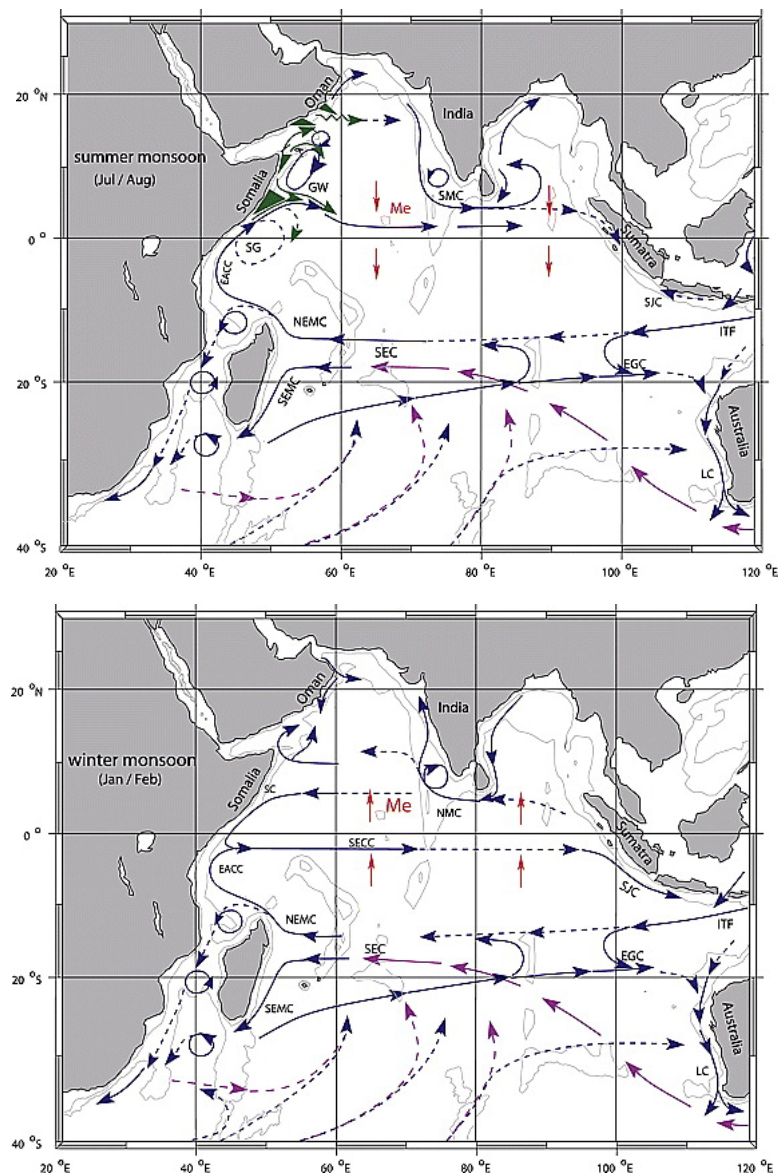 20 °N
Oman
India
summer monsoon
(Jul / Aug)
Somalia
GW
Me
SMC
0 °
SG
Sumatra
EACC
SJC
NEMC
ITF
SEC
EGC
20 °S
SEMC
Australia
LC
40 °S
20 °E
40 °E
60 °E
80 °E
100 °E
120 °E
20 °N
Oman
India
winter monsoon
(Jan / Feb)
Somalia
SC
Me
NMC
0 °
SECC
Sumatra
EACC
SJC
NEMC
ITF
SEC
EGC
20 °S
SEMC
Australia
LC
40 °S
20 °E
40 °E
60 °E
80 °E
100 °E
120 °E